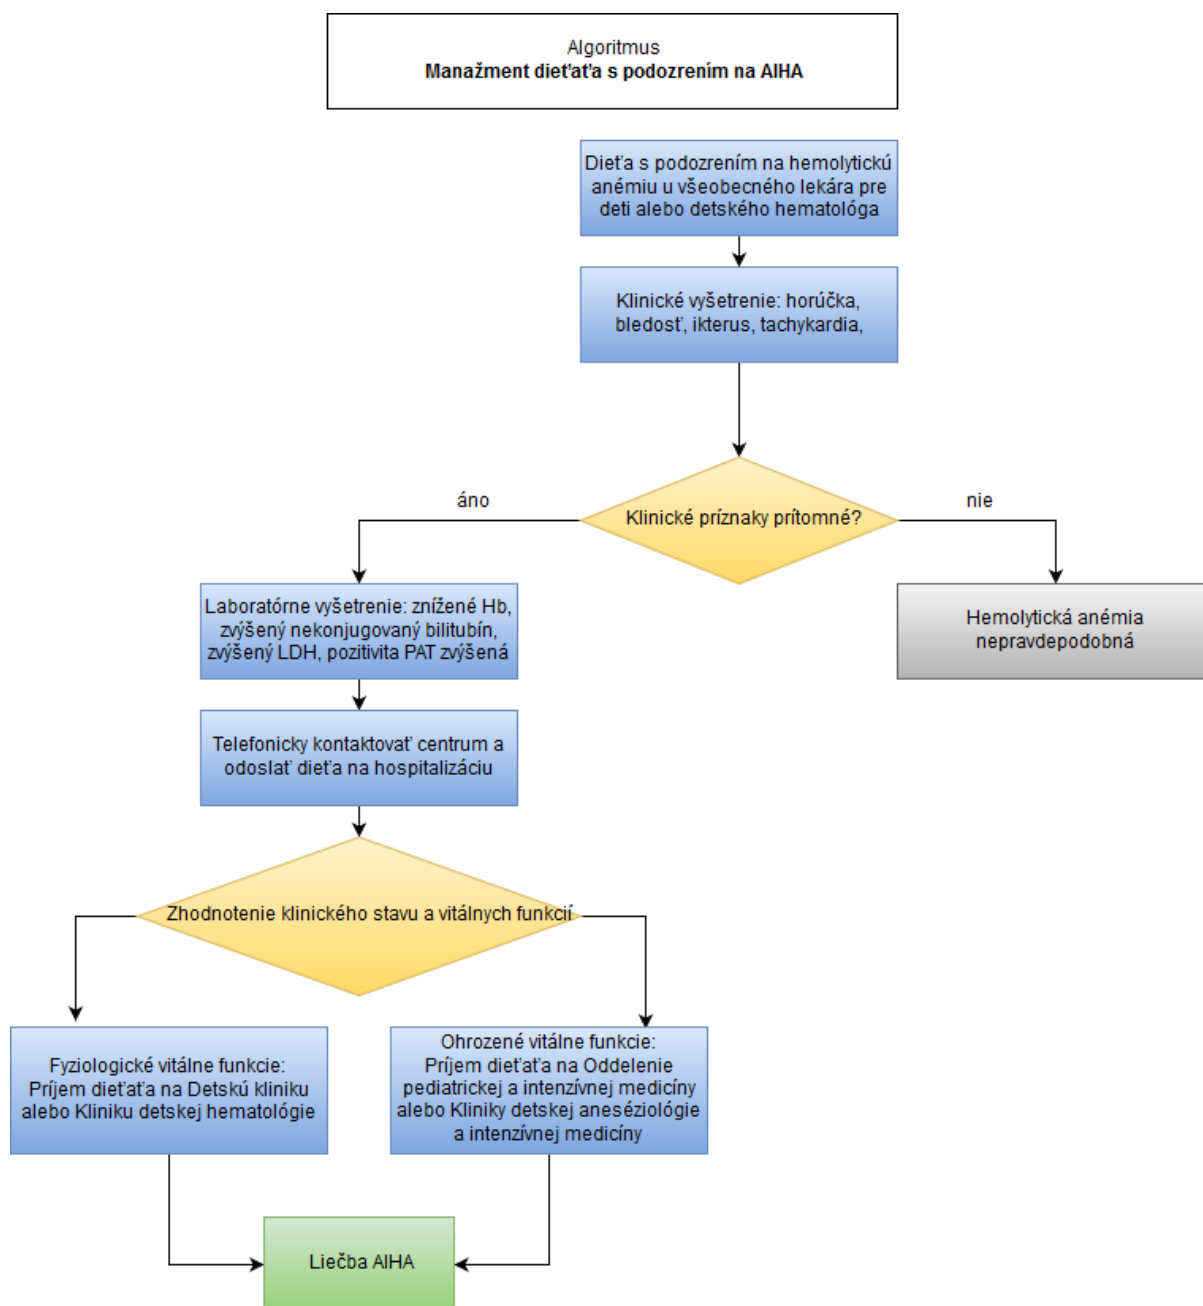 Algoritmus
Manažment dieťaťa s podozrením na AIHA
Dieťa s podozrením na hemolytickú
anémiu u všeobecného lekára pre
deti alebo detského hematológa
Klinické vyšetrenie: horúčka,
bledosť, ikterus, tachykardia,
Klinické príznaky prítomné?
áno
nie
Laboratórne vyšetrenie: znížené Hb,
zvýšený nekonjugovaný bilitubín,
zvýšený LDH, pozitivita PAT zvýšená
Hemolytická anémia
nepravdepodobná
Telefonicky kontaktovať centrum a
odoslať dieťa na hospitalizáciu
Zhodnotenie klinického stavu a vitálnych funkcií
Fyziologické vitálne funkcie:
Príjem dieťaťa na Detskú kliniku
alebo Kliniku detskej hematológie
Ohrozené vitálne funkcie:
Príjem dieťaťa na Oddelenie
pediatrickej a intenzívnej medicíny
alebo Kliniky detskej aneséziológie
a intenzívnej medicíny
Liečba AIHA